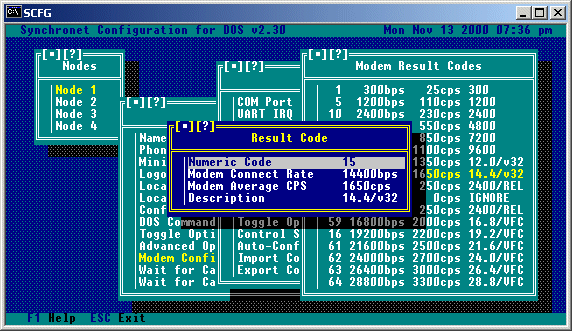 SCFG
Synchronet Configuration for DOS v2.30 Mon Nov 13 2000 07:36 pm
[■][?]
Nodes
Node 1
Node 2
Node 3
Node 4
[■][?]
Name
Phon
Mini
Logo
Loca
Loca
Conf
DOS Command
Toggle Opti
Advanced Op
Modem Confi
Wait for Ca
Wait for Ca
[■][?]
COM Port
UART IRQ
Toggle Op
Control S
Auto-Conf
Import Co
Export Co
[■][?]
Modem Result Codes
1 300bps 25cps 300
5 1200bps 110cps 1200
10 2400bps 230cps 2400
550cps 4800
850cps 7200
1100cps 9600
1350cps 12.0/v32
1650cps 14.4/v32
250cps 2400/REL
0cps IGNORE
250cps 2400/REL
59 16800bps 2000cps 16.8/VFC
16 19200bps 2200cps 19.2/VFC
61 21600bps 2500cps 21.6/VFC
62 24000bps 2700cps 24.0/VFC
63 26400bps 3000cps 26.4/VFC
64 28800bps 3300cps 28.8/VFC
[■][?]
Result Code
Numeric Code 15
Modem Connect Rate 14400bps
Modem Average CPS 1650cps
Description 14.4/v32
F1 Help ESC Exit